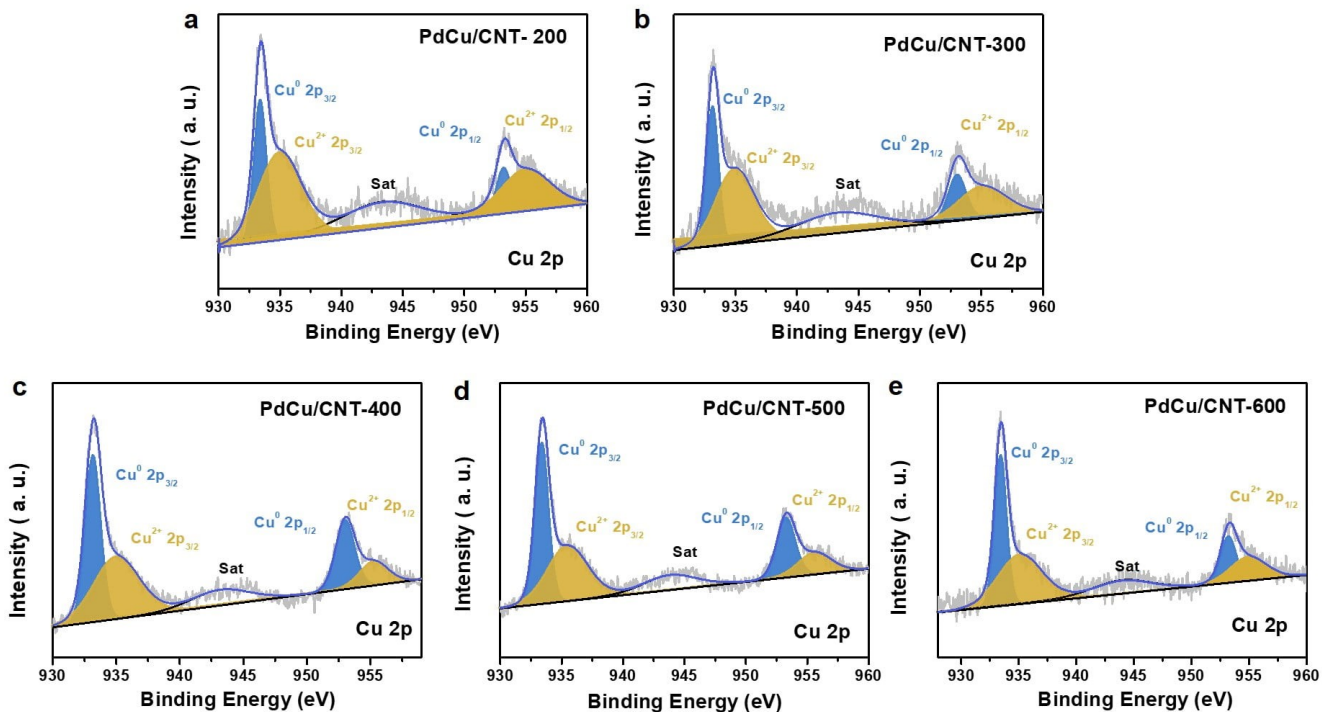 a
PdCu/CNT- 200
Cu⁰ 2p₃/₂
Cu²⁺ 2p₃/₂
Sat
Cu⁰ 2p₁/₂
Cu²⁺ 2p₁/₂
Cu 2p
Intensity ( a. u.)
930 935 940 945 950 955 960
Binding Energy (eV)
b
PdCu/CNT-300
Cu⁰ 2p₃/₂
Cu²⁺ 2p₃/₂
Sat
Cu⁰ 2p₁/₂
Cu²⁺ 2p₁/₂
Cu 2p
Intensity ( a. u.)
930 935 940 945 950 955 960
Binding Energy (eV)
c
PdCu/CNT-400
Cu⁰ 2p₃/₂
Cu²⁺ 2p₃/₂
Sat
Cu⁰ 2p₁/₂
Cu²⁺ 2p₁/₂
Cu 2p
Intensity ( a. u.)
930 935 940 945 950 955
Binding Energy (eV)
d
PdCu/CNT-500
Cu⁰ 2p₃/₂
Cu²⁺ 2p₃/₂
Sat
Cu⁰ 2p₁/₂
Cu²⁺ 2p₁/₂
Cu 2p
Intensity ( a. u.)
930 935 940 945 950 955 960
Binding Energy (eV)
e
PdCu/CNT-600
Cu⁰ 2p₃/₂
Cu²⁺ 2p₃/₂
Sat
Cu⁰ 2p₁/₂
Cu²⁺ 2p₁/₂
Cu 2p
Intensity ( a. u.)
930 935 940 945 950 955 960
Binding Energy (eV)